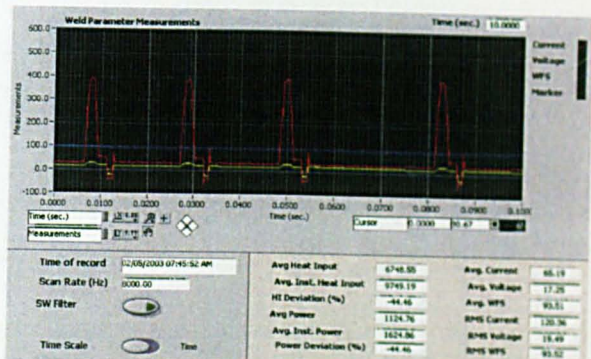 Weld Parameter Measurements
Time (sec.) 10.0000
600.0-
500.0-
400.0-
300.0-
200.0-
100.0-
0.0-
-100.0-
Measurements
Current
Voltage
WFS
Marker
0.0000 0.0100 0.0200 0.0300 0.0400 0.0500 0.0600 0.0700 0.0800 0.0900
Time (sec.)
Time (sec.)
Measurements
Cursor 0.0000
Time of record 02/05/2003 07:45:52 AM
Scan Rate (Hz) 8000.00
SW Filter
Time Scale Time
Avg Heat Input 6748.55
Avg. Inst. Heat Input 9749.19
HI Deviation (%) -44.46
Avg Power 1124.76
Avg. Inst. Power 1624.86
Power Deviation (%) -44.46
Avg. Current 65.19
Avg. Voltage 17.25
Avg. WFS 93.51
RMS Current 120.36
RMS Voltage 19.49
RMS WFS 93.52